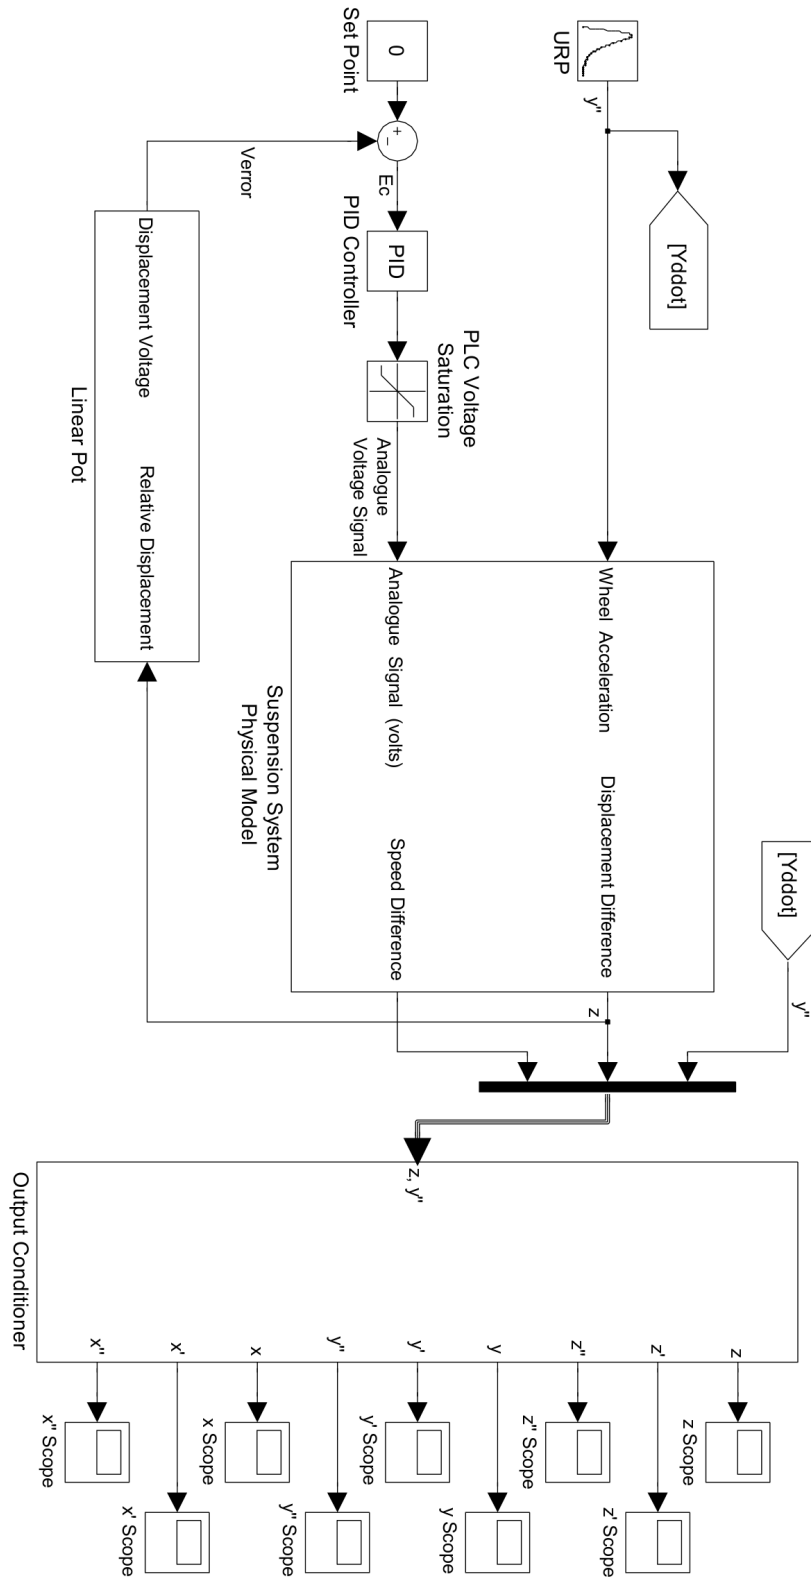 [Yddot]
[Yddot]
y"
URP
y"
Wheel Acceleration
Displacement Difference
z
PLC Voltage
Saturation
0
Set Point
+
−
Ec
PID
PID Controller
Analogue
Voltage Signal
Analogue Signal (volts)
Speed Difference
Suspension System
Physical Model
Verror
Displacement Voltage
Relative Displacement
Linear Pot
z, y"
Output Conditioner
z
z Scope
z'
z' Scope
z"
z" Scope
y
y Scope
y'
y' Scope
y"
y" Scope
x
x Scope
x'
x' Scope
x"
x" Scope